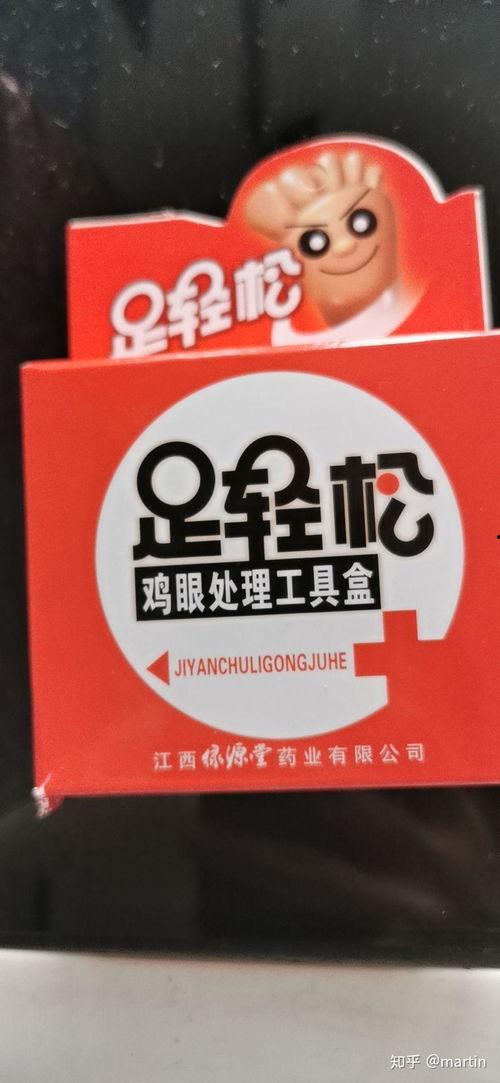 足轻松
足轻松
鸡眼处理工具盒
JIYANCHULIGONGJUHE
江西绿源堂药业有限公司
知乎 @martin